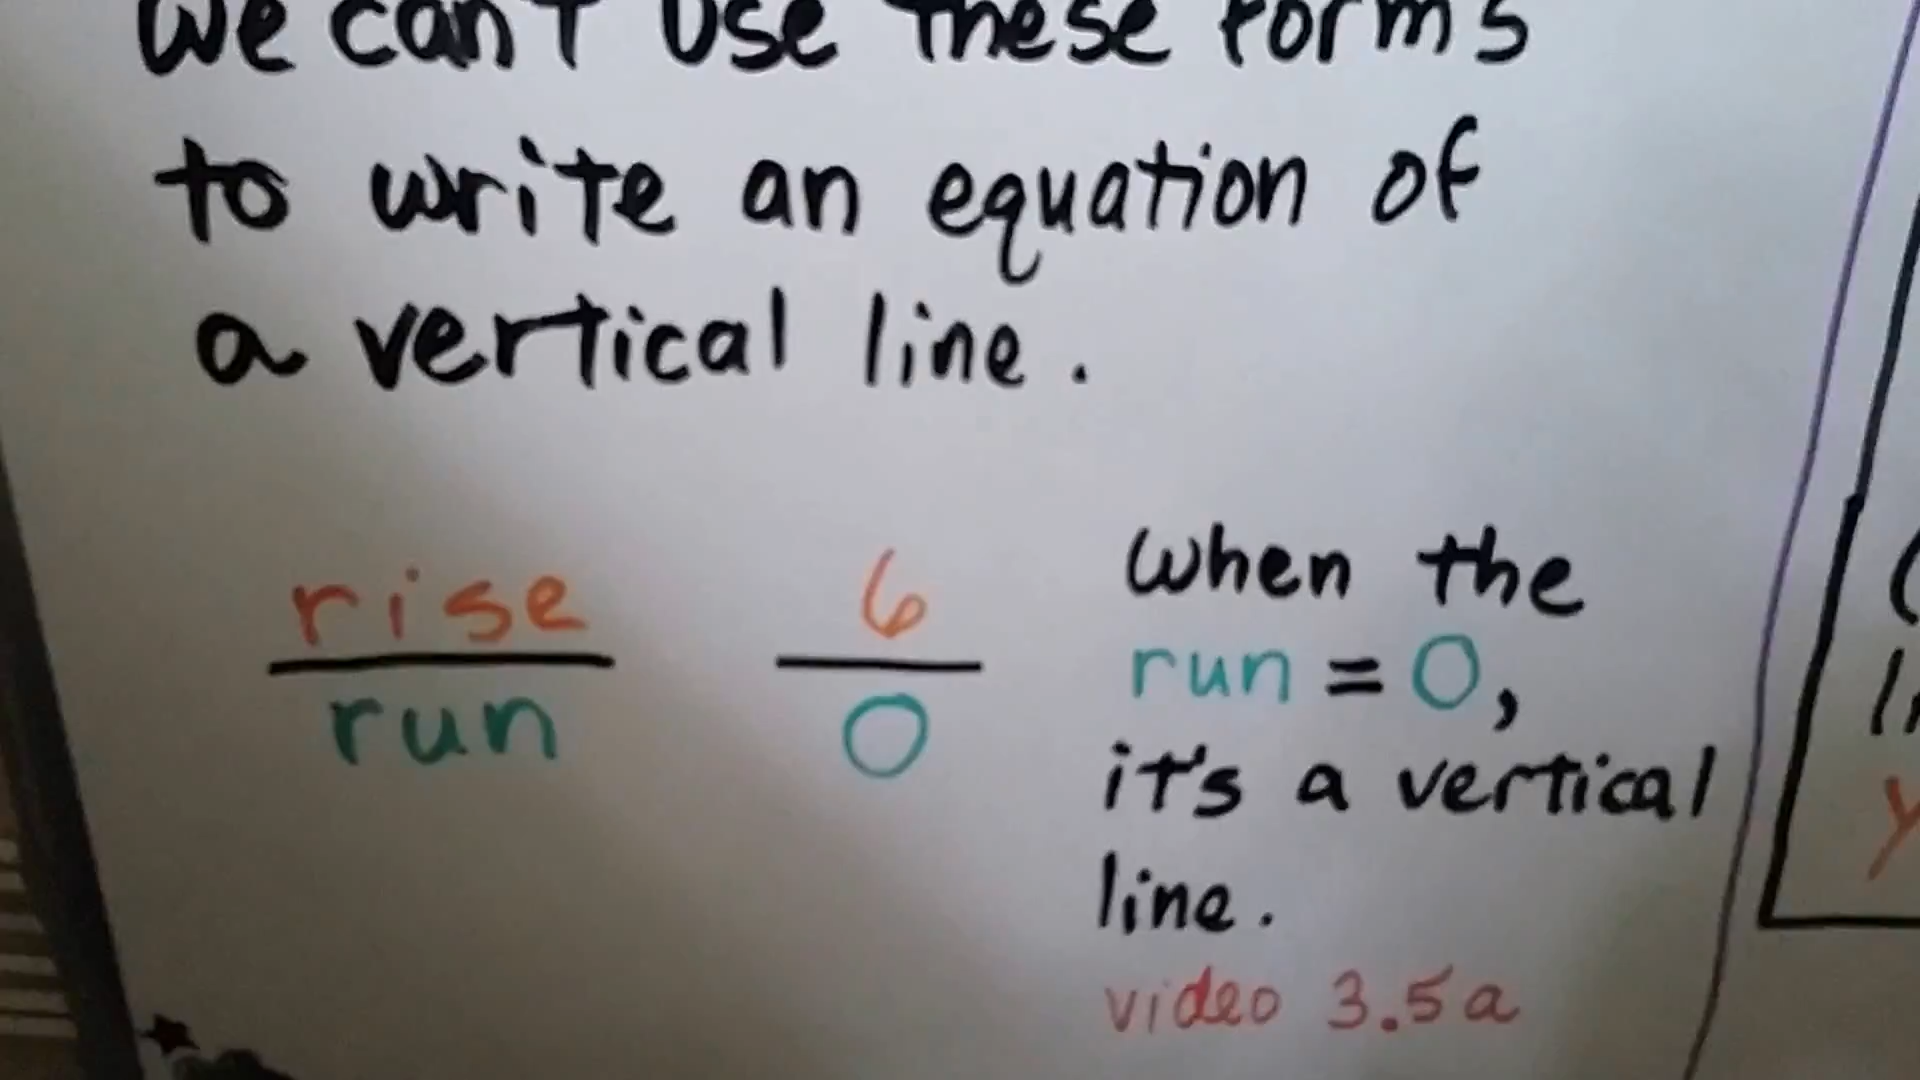 We can't use these forms
to write an equation of
a vertical line.
rise
run
6
0
When the
run = 0,
it's a vertical
line.
video 3.5a
y